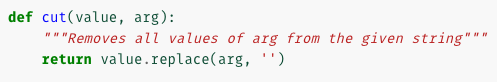 def cut(value, arg):
    """Removes all values of arg from the given string"""
    return value.replace(arg, '')